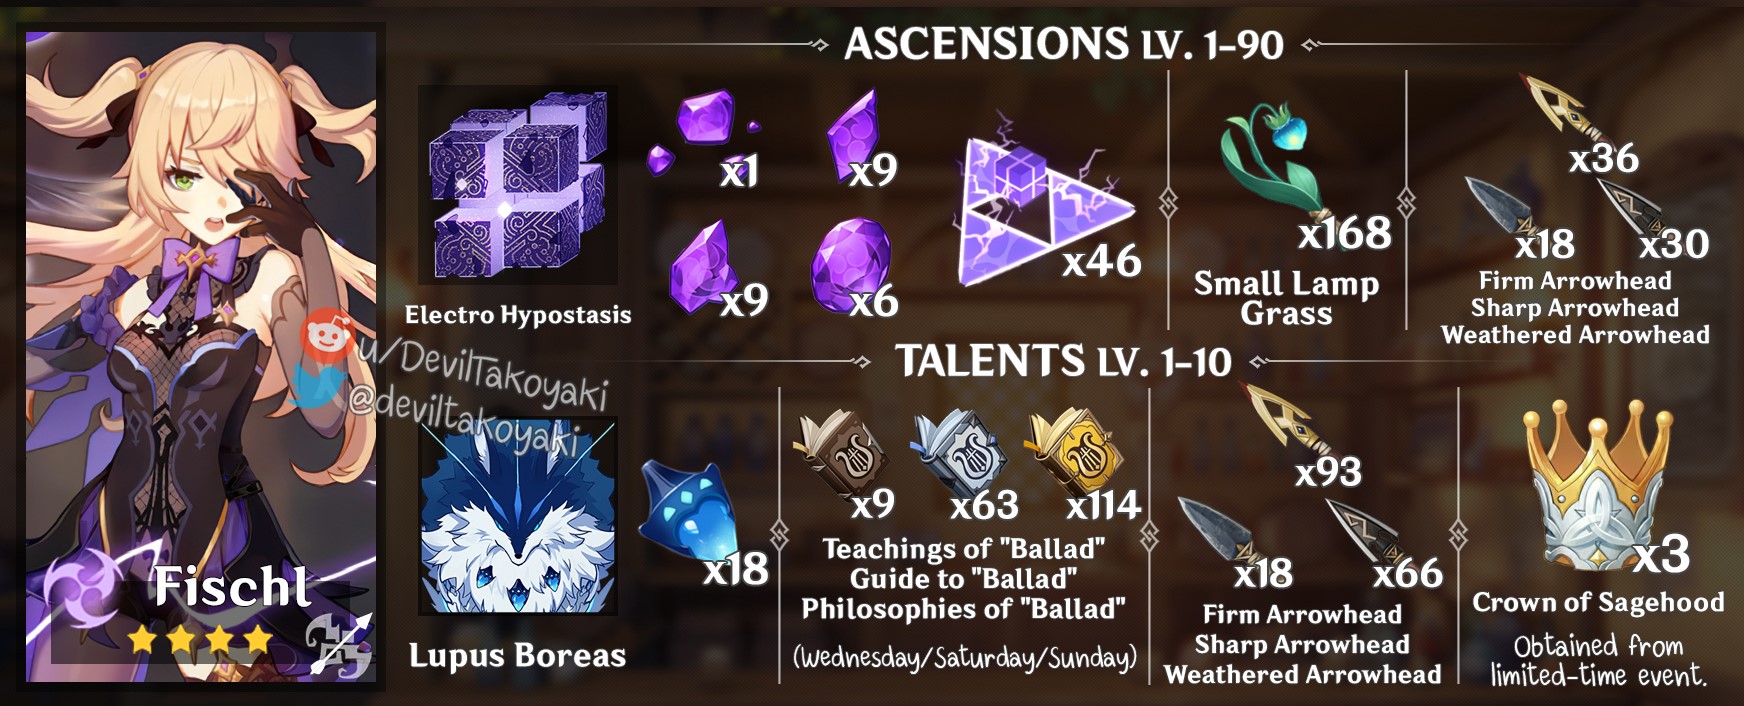 ASCENSIONS LV. 1-90
x1
x9
x9
x6
x46
x168
x36
x18
x30
Electro Hypostasis
Small Lamp
Grass
Firm Arrowhead
Sharp Arrowhead
Weathered Arrowhead
u/DevilTakoyaki
@deviltakoyaki
TALENTS LV. 1-10
x18
x9
x63
x114
x93
x18
x66
x3
Lupus Boreas
Teachings of "Ballad"
Guide to "Ballad"
Philosophies of "Ballad"
(Wednesday/Saturday/Sunday)
Firm Arrowhead
Sharp Arrowhead
Weathered Arrowhead
Crown of Sagehood
Obtained from
limited-time event.
Fischl